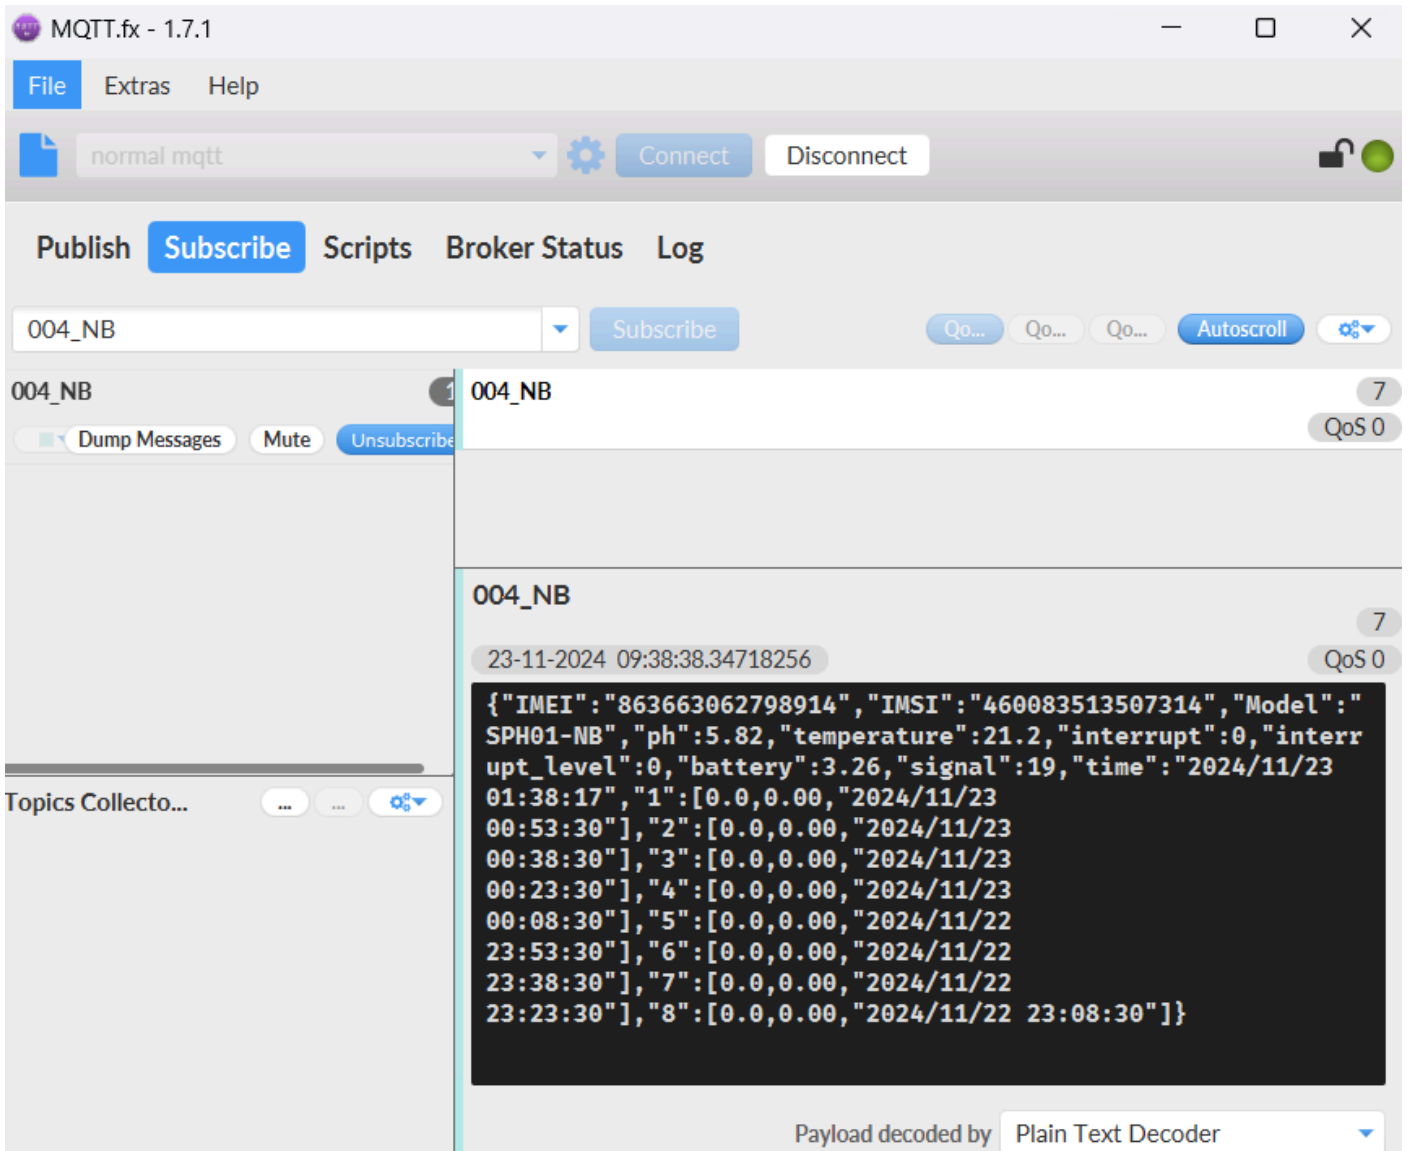 MQTT.fx - 1.7.1
File Extras Help
normal mqtt Connect Disconnect
Publish Subscribe Scripts Broker Status Log
004_NB Subscribe Qo... Qo... Qo... Autoscroll
004_NB 1
Dump Messages Mute Unsubscribe
004_NB 7
QoS 0
004_NB
7
23-11-2024 09:38:38.34718256 QoS 0
{"IMEI":"863663062798914","IMSI":"460083513507314","Model":"
SPH01-NB","ph":5.82,"temperature":21.2,"interrupt":0,"interr
upt_level":0,"battery":3.26,"signal":19,"time":"2024/11/23
01:38:17","1":[0.0,0.00,"2024/11/23
00:53:30"],"2":[0.0,0.00,"2024/11/23
00:38:30"],"3":[0.0,0.00,"2024/11/23
00:23:30"],"4":[0.0,0.00,"2024/11/23
00:08:30"],"5":[0.0,0.00,"2024/11/22
23:53:30"],"6":[0.0,0.00,"2024/11/22
23:38:30"],"7":[0.0,0.00,"2024/11/22
23:23:30"],"8":[0.0,0.00,"2024/11/22 23:08:30"]}
Topics Collecto... ... ...
Payload decoded by Plain Text Decoder